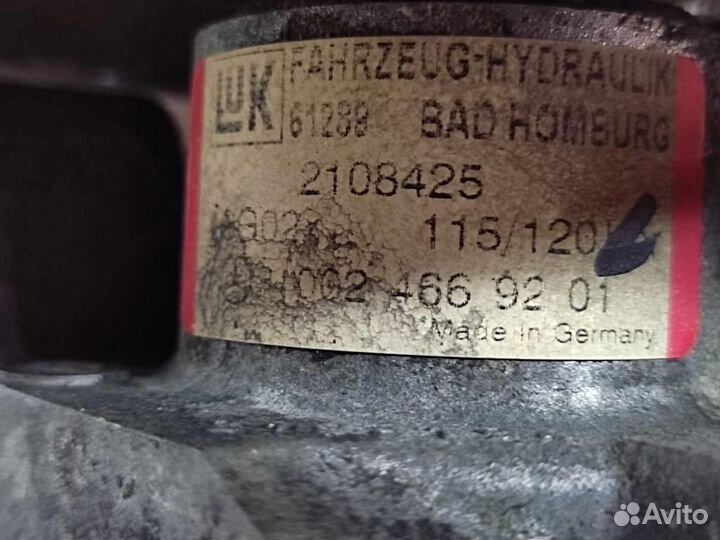 LUK FAHRZEUG-HYDRAULIK
61289 BAD HOMBURG
2108425
115/120
002 466 92 01
Made in Germany
Avito